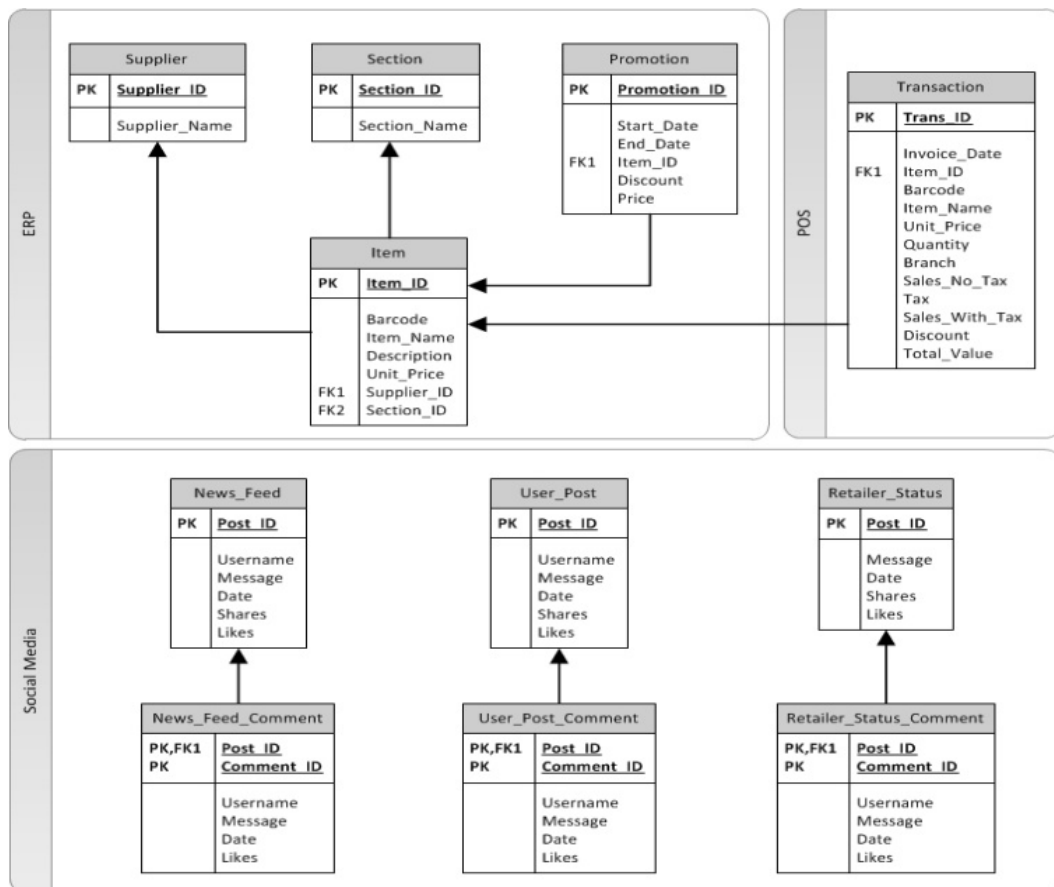 ERP
Supplier
PK Supplier_ID
Supplier_Name
Section
PK Section_ID
Section_Name
Promotion
PK Promotion_ID
Start_Date
End_Date
FK1 Item_ID
Discount
Price
Item
PK Item_ID
Barcode
Item_Name
Description
Unit_Price
FK1 Supplier_ID
FK2 Section_ID
POS
Transaction
PK Trans_ID
Invoice_Date
FK1 Item_ID
Barcode
Item_Name
Unit_Price
Quantity
Branch
Sales_No_Tax
Tax
Sales_With_Tax
Discount
Total_Value
Social Media
News_Feed
PK Post_ID
Username
Message
Date
Shares
Likes
User_Post
PK Post_ID
Username
Message
Date
Shares
Likes
Retailer_Status
PK Post_ID
Message
Date
Shares
Likes
News_Feed_Comment
PK,FK1 Post_ID
PK Comment_ID
Username
Message
Date
Likes
User_Post_Comment
PK,FK1 Post_ID
PK Comment_ID
Username
Message
Date
Likes
Retailer_Status_Comment
PK,FK1 Post_ID
PK Comment_ID
Username
Message
Date
Likes